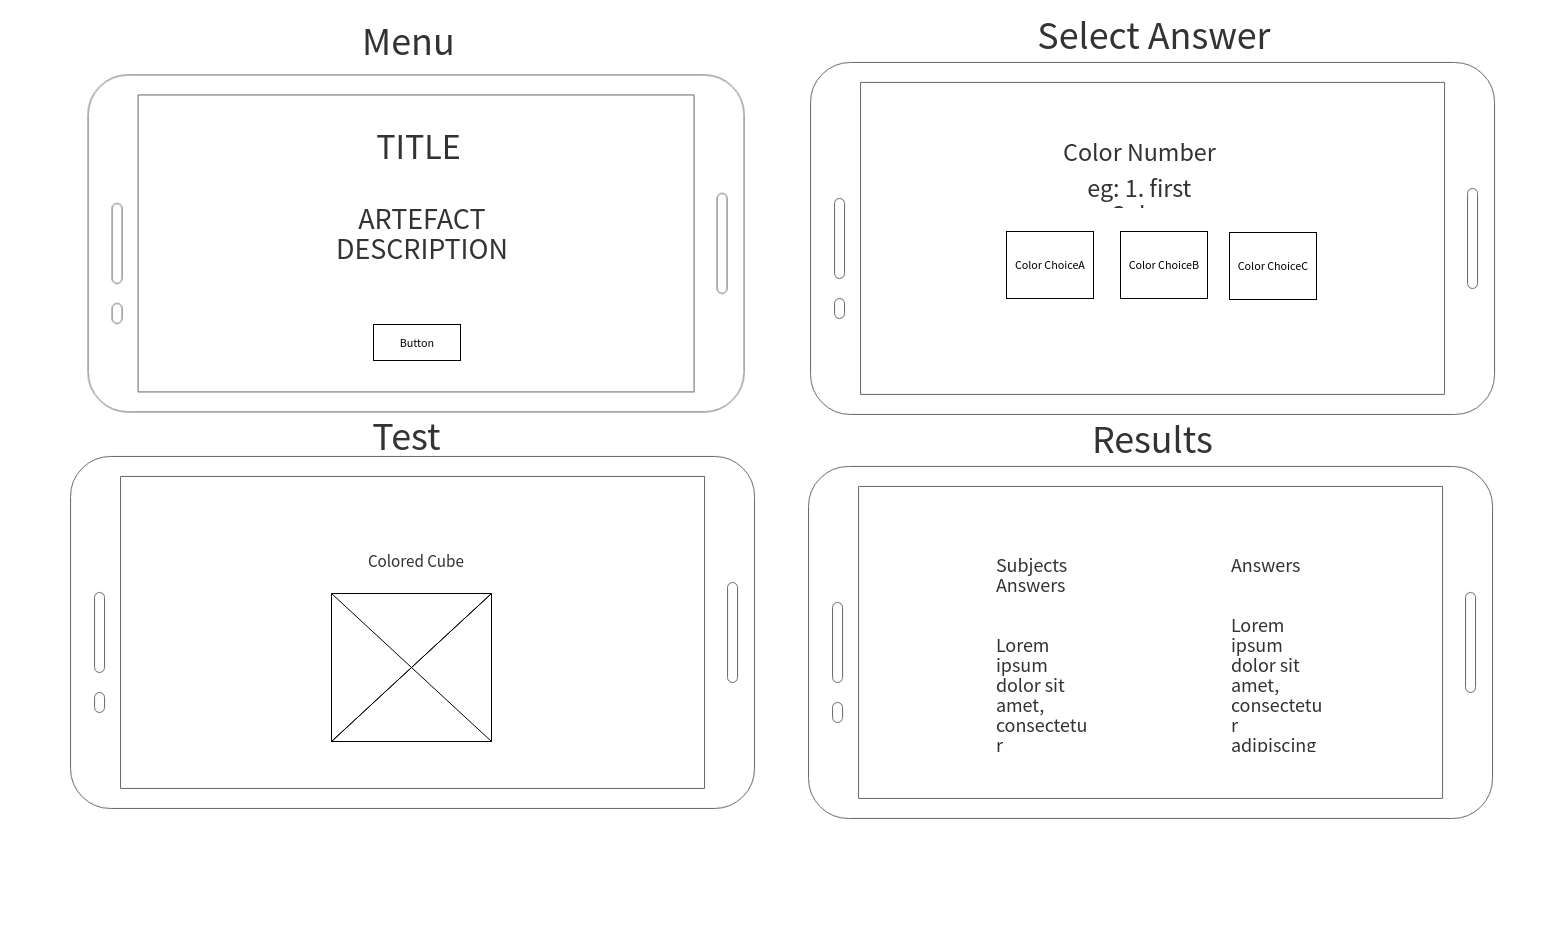 Menu
TITLE
ARTEFACT
DESCRIPTION
Button
Select Answer
Color Number
eg: 1. first
Color ChoiceA
Color ChoiceB
Color ChoiceC
Test
Colored Cube
Results
Subjects
Answers
Lorem
ipsum
dolor sit
amet,
consectetu
r
Answers
Lorem
ipsum
dolor sit
amet,
consectetu
r
adipiscing